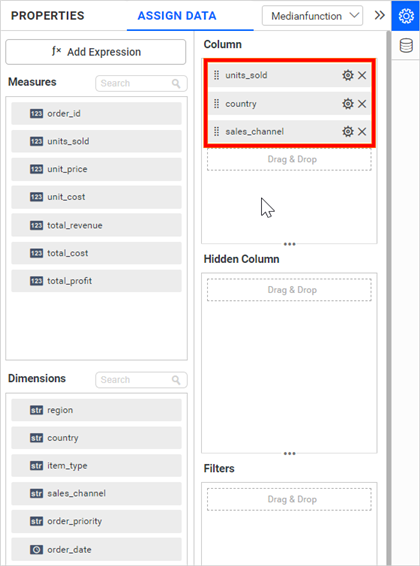 PROPERTIES
ASSIGN DATA
Medianfunction
fx Add Expression
Measures
Search
123 order_id
123 units_sold
123 unit_price
123 unit_cost
123 total_revenue
123 total_cost
123 total_profit
Dimensions
Search
str region
str country
str item_type
str sales_channel
str order_priority
order_date
Column
units_sold
country
sales_channel
Drag & Drop
Hidden Column
Drag & Drop
Filters
Drag & Drop